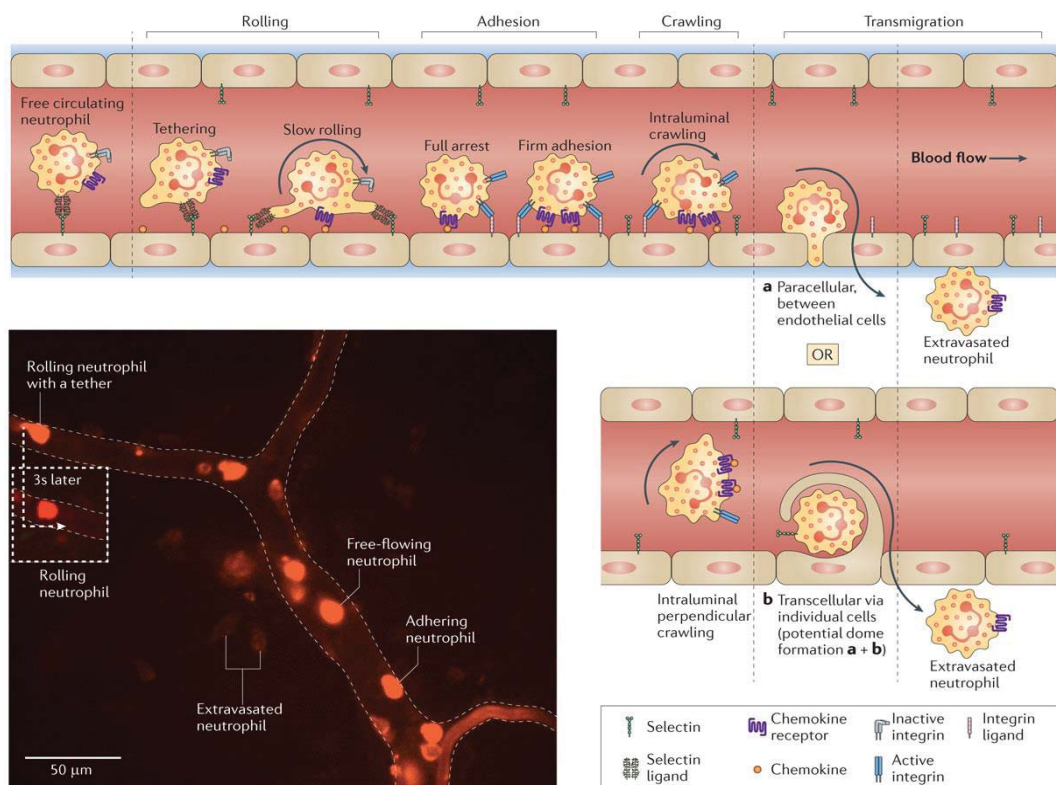 Rolling
Adhesion
Crawling
Transmigration
Free circulating
neutrophil
Tethering
Slow rolling
Full arrest
Firm adhesion
Intraluminal
crawling
Blood flow
a Paracellular,
between
endothelial cells
Extravasated
neutrophil
OR
Rolling neutrophil
with a tether
3s later
Rolling
neutrophil
Free-flowing
neutrophil
Adhering
neutrophil
Extravasated
neutrophil
50 μm
Intraluminal
perpendicular
crawling
b Transcellular via
individual cells
(potential dome
formation a + b)
Extravasated
neutrophil
Selectin
Selectin
ligand
Chemokine
receptor
Chemokine
Inactive
integrin
Active
integrin
Integrin
ligand